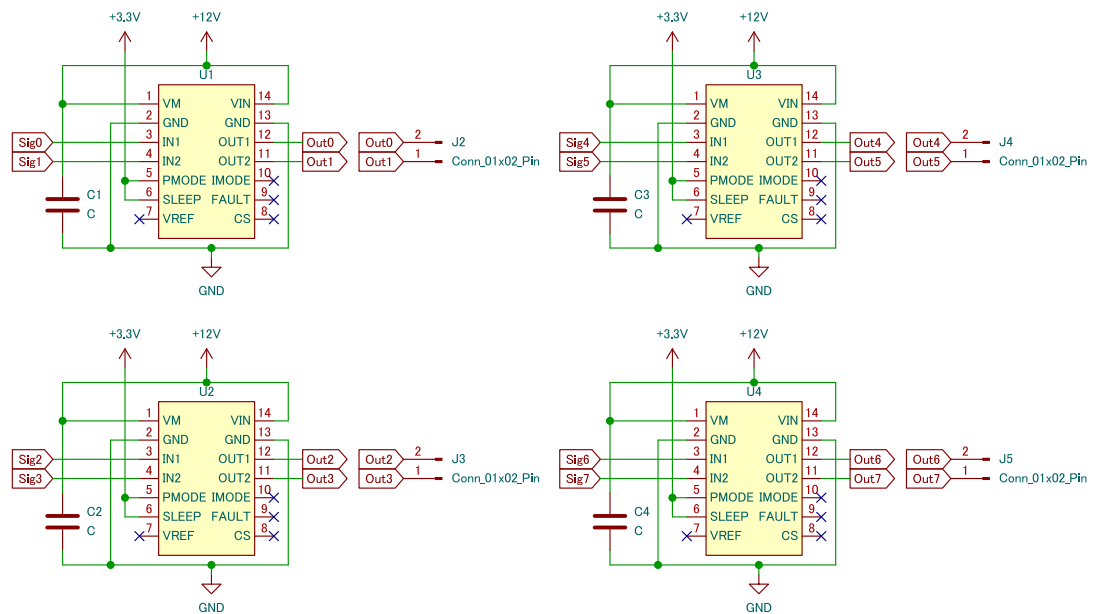 +3.3V
+12V
U1
1 VM VIN 14
2 GND GND 13
Sig0 3 IN1 OUT1 12 Out0 Out0 2 J2
Sig1 4 IN2 OUT2 11 Out1 Out1 1 Conn_01x02_Pin
5 PMODE IMODE 10
C1 6 SLEEP FAULT 9
C 7 VREF CS 8
GND
+3.3V
+12V
U3
1 VM VIN 14
2 GND GND 13
Sig4 3 IN1 OUT1 12 Out4 Out4 2 J4
Sig5 4 IN2 OUT2 11 Out5 Out5 1 Conn_01x02_Pin
5 PMODE IMODE 10
C3 6 SLEEP FAULT 9
C 7 VREF CS 8
GND
+3.3V
+12V
U2
1 VM VIN 14
2 GND GND 13
Sig2 3 IN1 OUT1 12 Out2 Out2 2 J3
Sig3 4 IN2 OUT2 11 Out3 Out3 1 Conn_01x02_Pin
5 PMODE IMODE 10
C2 6 SLEEP FAULT 9
C 7 VREF CS 8
GND
+3.3V
+12V
U4
1 VM VIN 14
2 GND GND 13
Sig6 3 IN1 OUT1 12 Out6 Out6 2 J5
Sig7 4 IN2 OUT2 11 Out7 Out7 1 Conn_01x02_Pin
5 PMODE IMODE 10
C4 6 SLEEP FAULT 9
C 7 VREF CS 8
GND